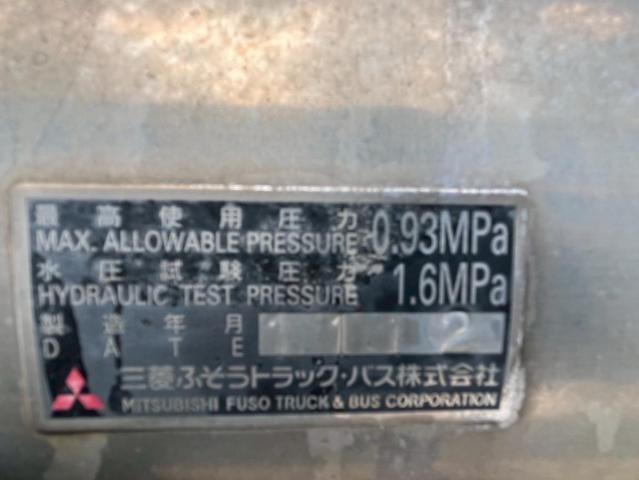 最高使用圧力 0.93MPa
MAX. ALLOWABLE PRESSURE
水圧試験圧力 1.6MPa
HYDRAULIC TEST PRESSURE
製造年月
DATE
三菱ふそうトラック・バス株式会社
MITSUBISHI FUSO TRUCK & BUS CORPORATION